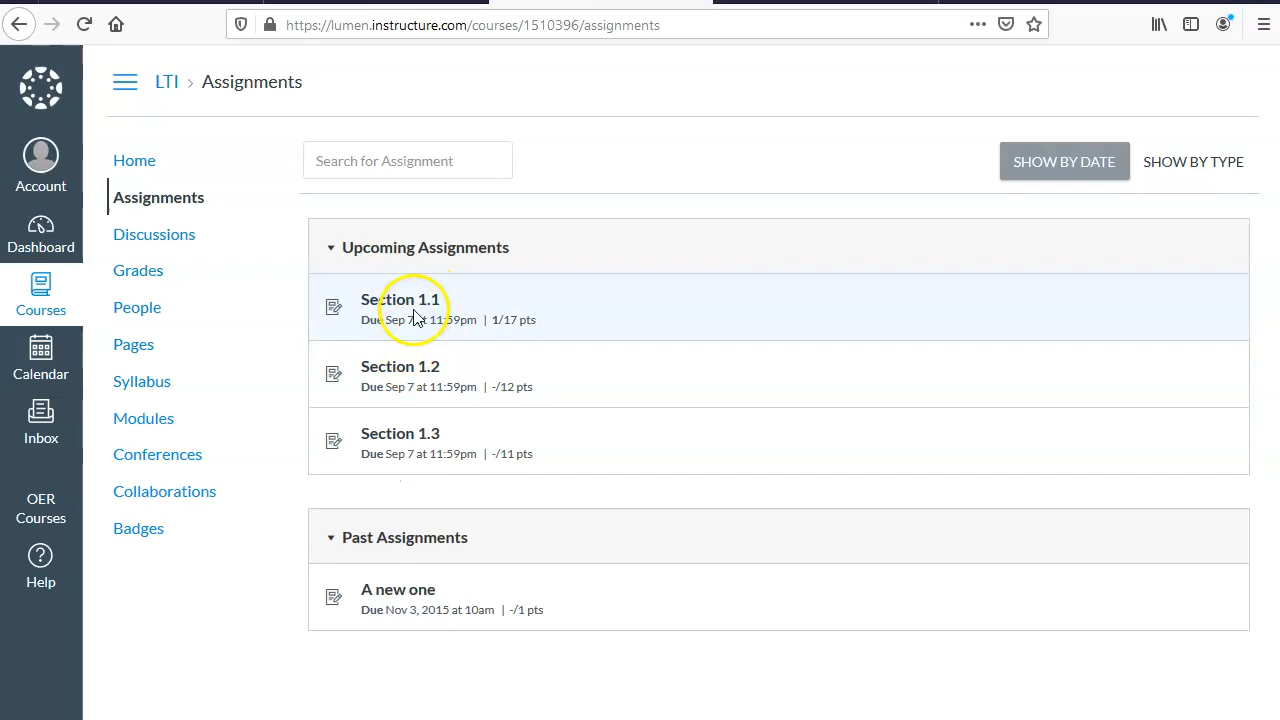 https://lumen.instructure.com/courses/1510396/assignments
LTI › Assignments
Account
Dashboard
Courses
Calendar
Inbox
OER
Courses
Help
Home
Assignments
Discussions
Grades
People
Pages
Syllabus
Modules
Conferences
Collaborations
Badges
Search for Assignment
SHOW BY DATE
SHOW BY TYPE
Upcoming Assignments
Section 1.1
Due Sep 7 at 11:59pm | 1/17 pts
Section 1.2
Due Sep 7 at 11:59pm | -/12 pts
Section 1.3
Due Sep 7 at 11:59pm | -/11 pts
Past Assignments
A new one
Due Nov 3, 2015 at 10am | -/1 pts